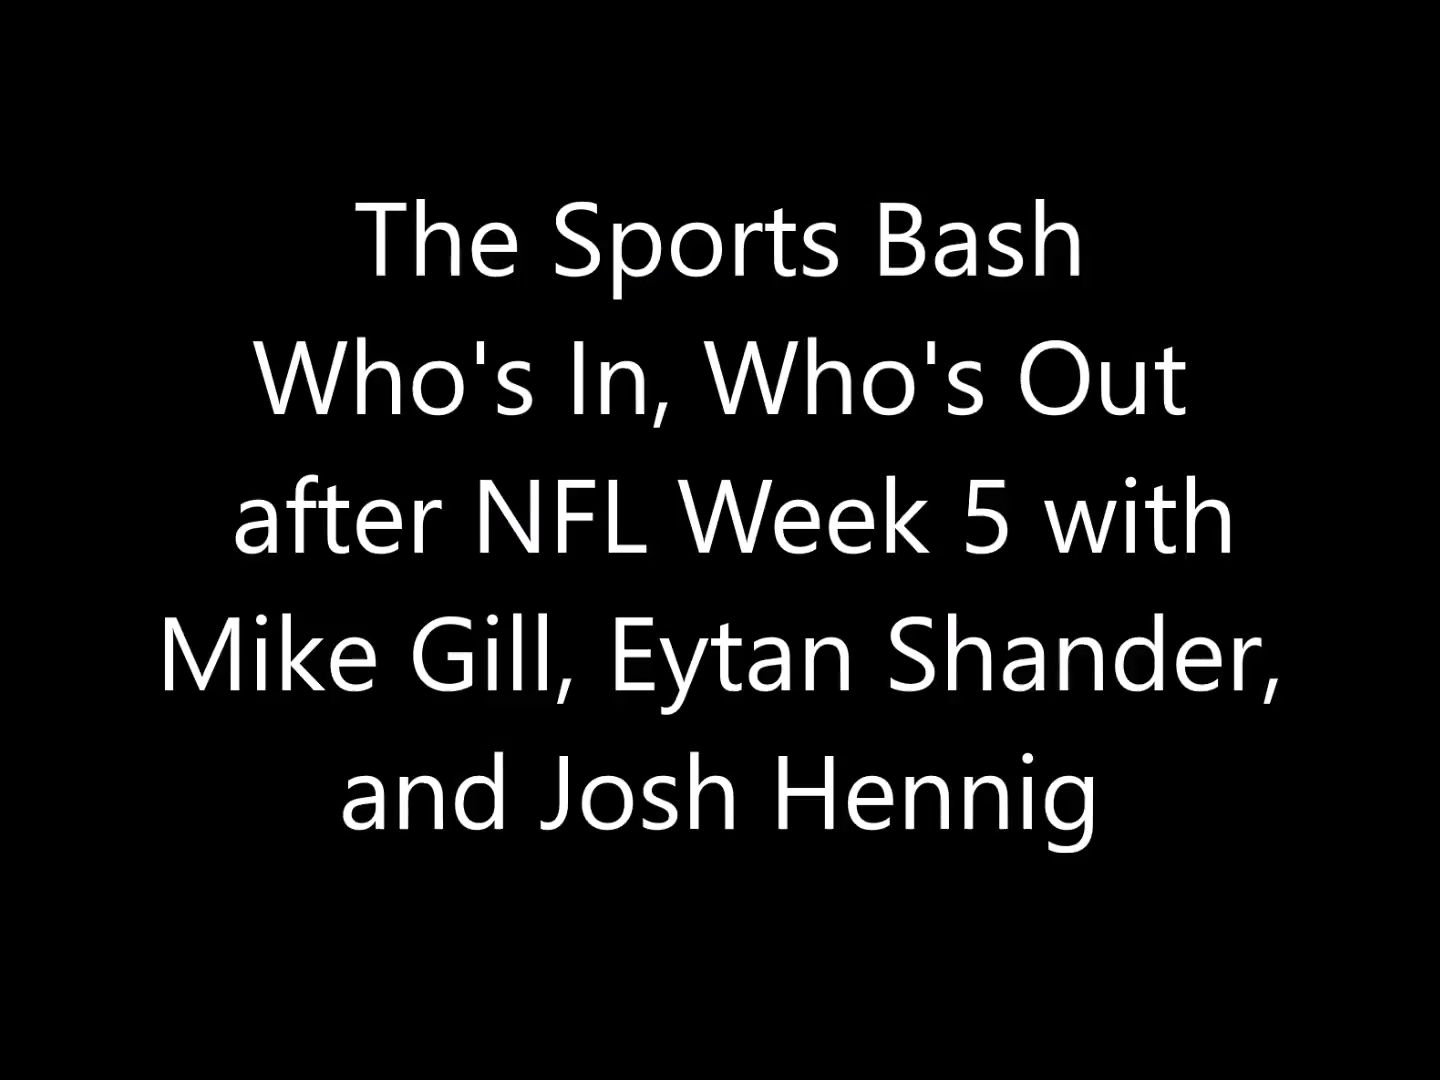 The Sports Bash
Who's In, Who's Out
after NFL Week 5 with
Mike Gill, Eytan Shander,
and Josh Hennig